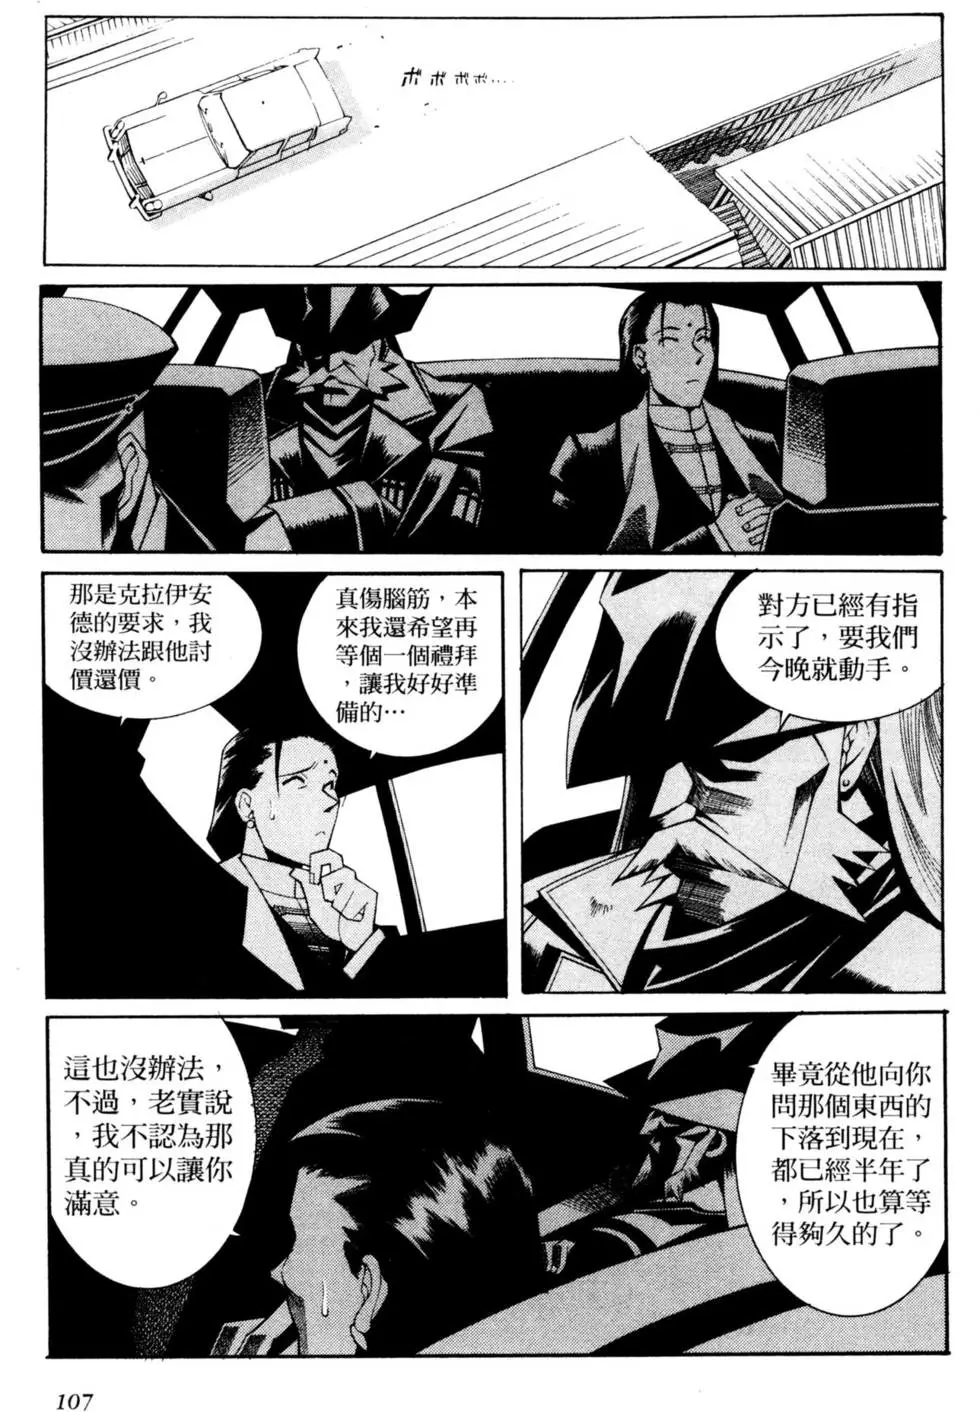 ボボボボ…
對方已經有指
示了，要我們
今晚就動手。
真傷腦筋，本
來我還希望再
等個一個禮拜
，讓我好好準
備的…
那是克拉伊安
德的要求，我
沒辦法跟他討
價還價。
畢竟從他向你
問那個東西的
下落到現在，
都已經半年了
，所以也算等
得夠久的了。
這也沒辦法，
不過，老實說
，我不認為那
真的可以讓你
滿意。
107